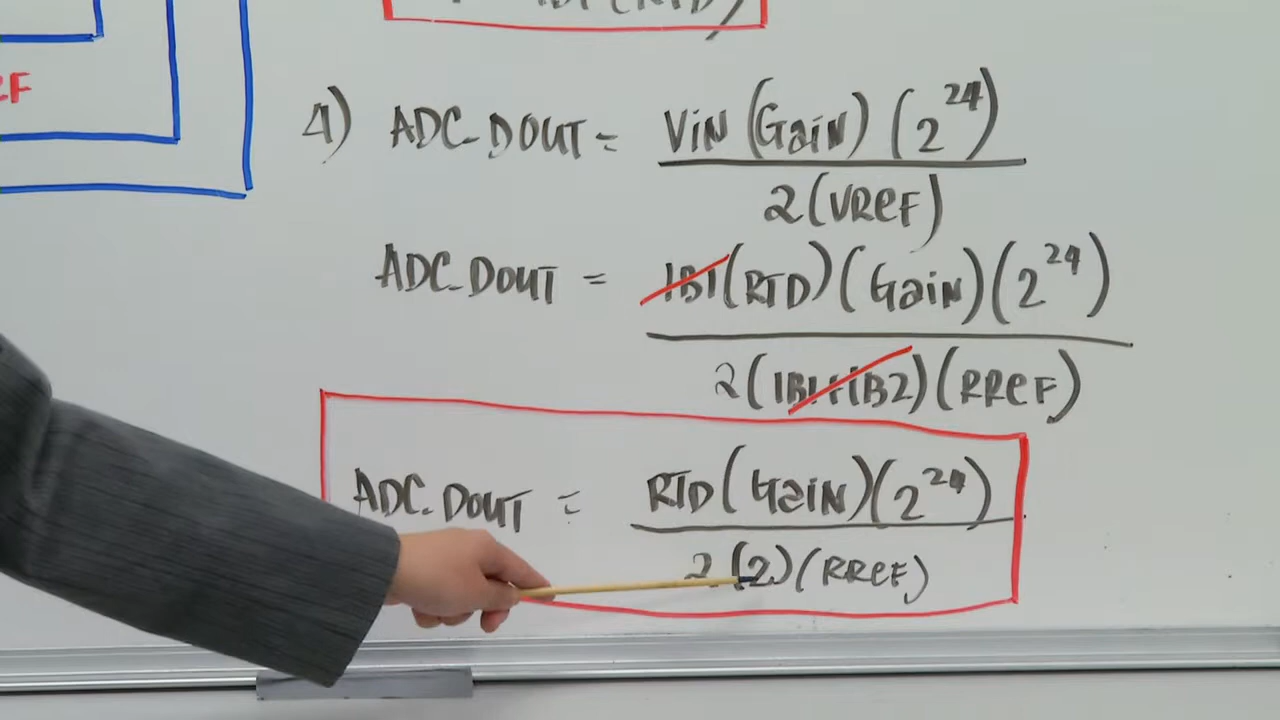 4) ADC_DOUT = VIN (GaiN) (2^24)
2 (VReF)
ADC_DOUT = IB1 (RTD) (GaiN) (2^24)
2 (IB1+IB2) (RReF)
ADC_DOUT = RTD (GaiN) (2^24)
2 (2) (RReF)